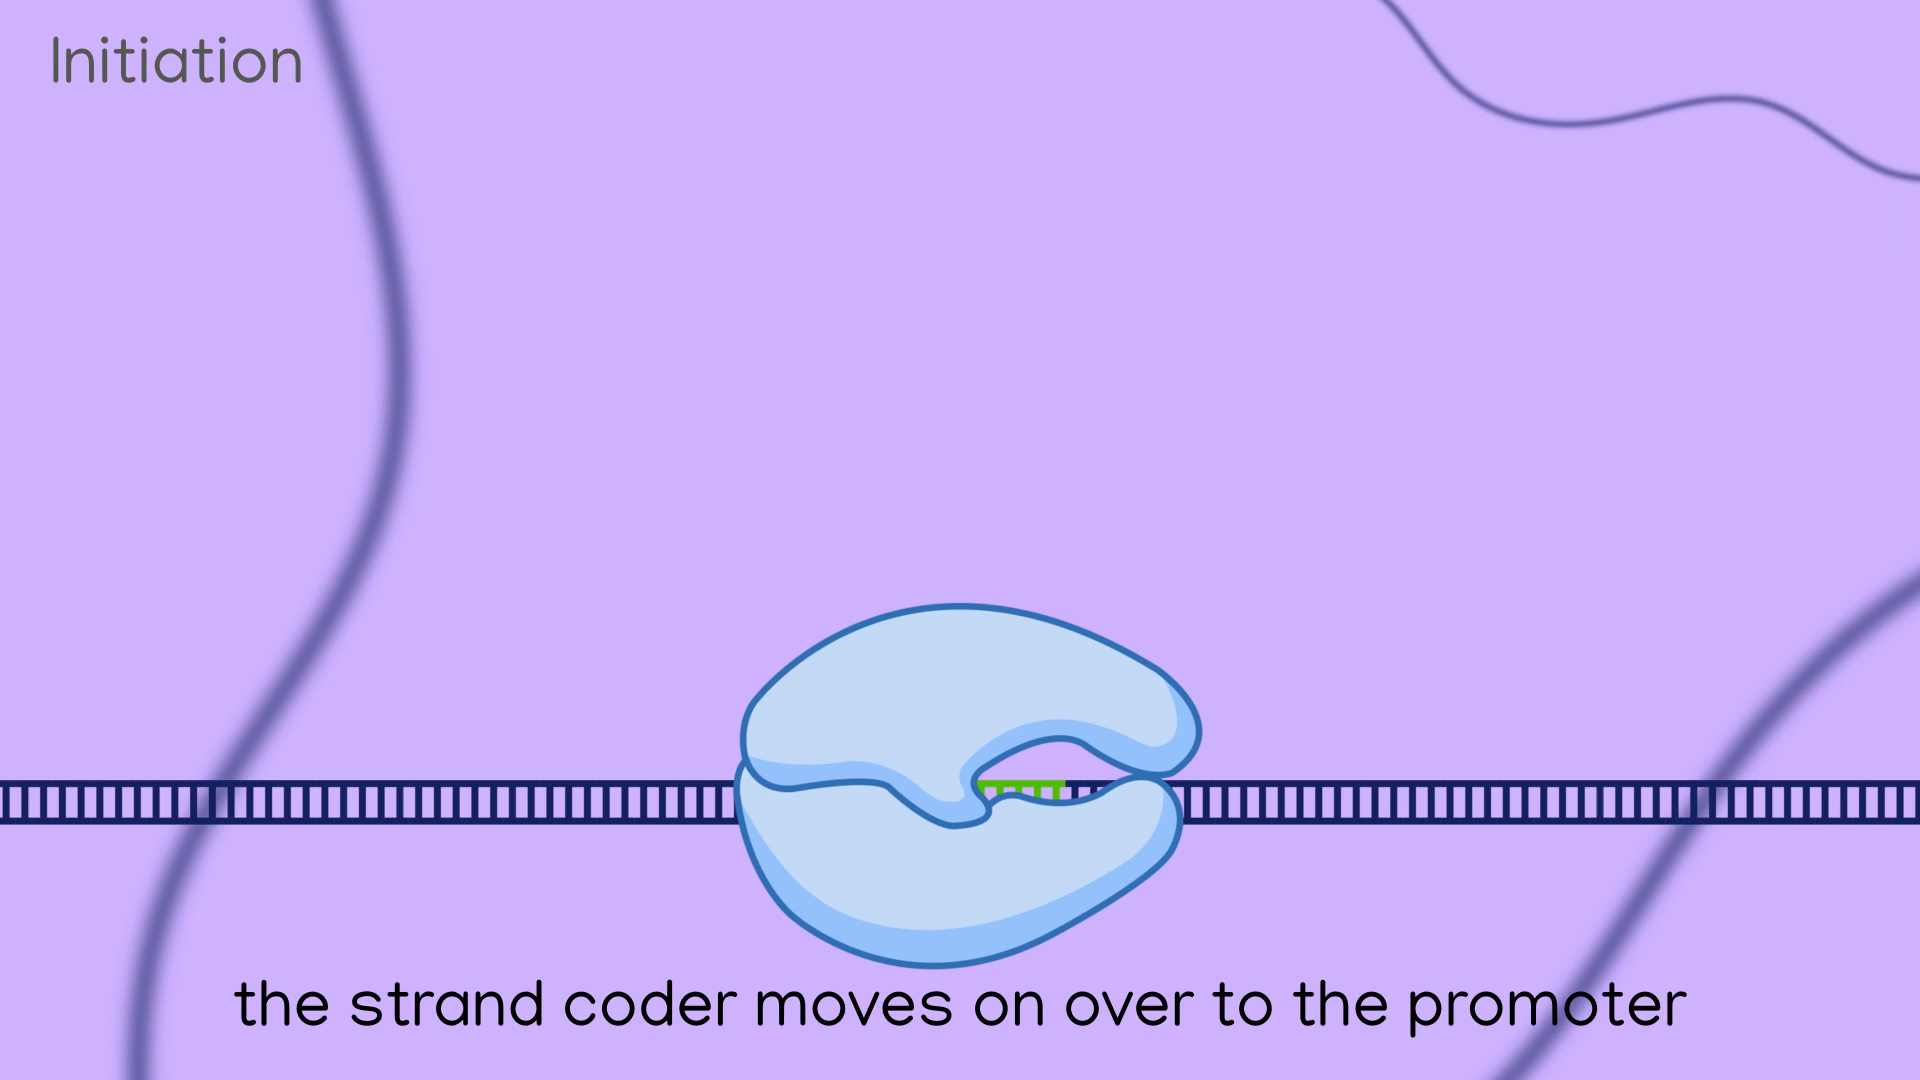 Initiation
the strand coder moves on over to the promoter